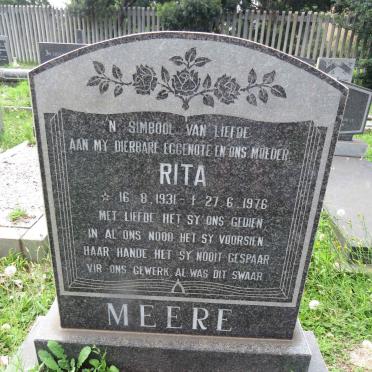 'N SIMBOOL VAN LIEFDE
AAN MY DIERBARE EGGENOTE EN ONS MOEDER
RITA
☆ 16.8.1931 - † 27.6.1976
MET LIEFDE HET SY ONS GEDIEN
IN AL ONS NOOD HET SY VOORSIEN
HAAR HANDE HET SY NOOIT GESPAAR
VIR ONS GEWERK, AL WAS DIT SWAAR
MEERE